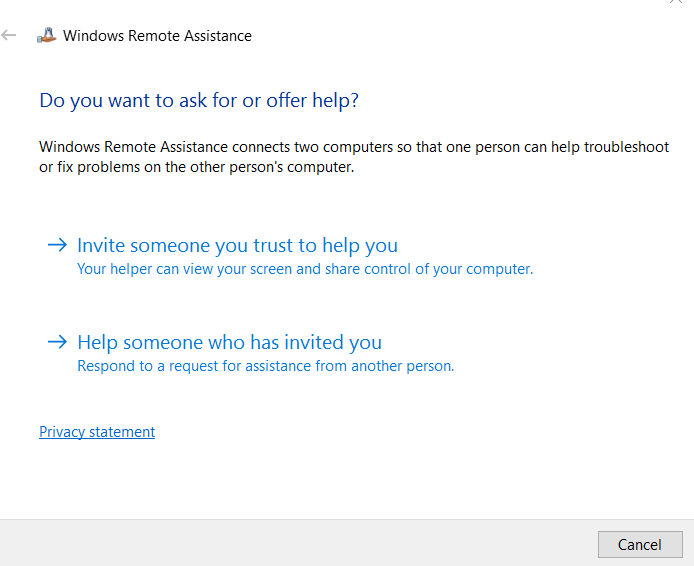 Windows Remote Assistance
Do you want to ask for or offer help?
Windows Remote Assistance connects two computers so that one person can help troubleshoot
or fix problems on the other person's computer.
Invite someone you trust to help you
Your helper can view your screen and share control of your computer.
Help someone who has invited you
Respond to a request for assistance from another person.
Privacy statement
Cancel